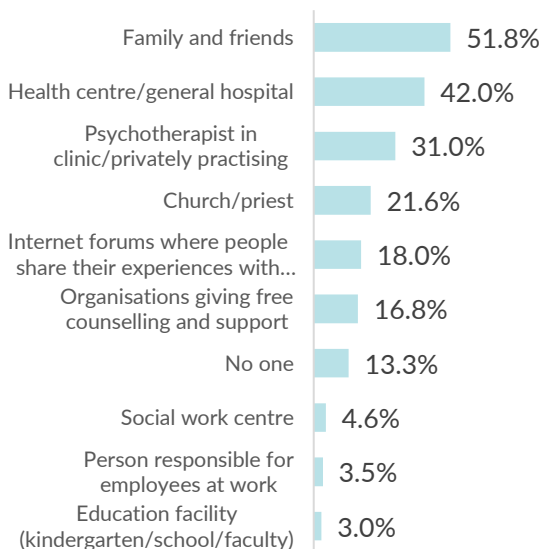 Family and friends 51.8%
Health centre/general hospital 42.0%
Psychotherapist in
clinic/privately practising 31.0%
Church/priest 21.6%
Internet forums where people
share their experiences with... 18.0%
Organisations giving free
counselling and support 16.8%
No one 13.3%
Social work centre 4.6%
Person responsible for
employees at work 3.5%
Education facility
(kindergarten/school/faculty) 3.0%